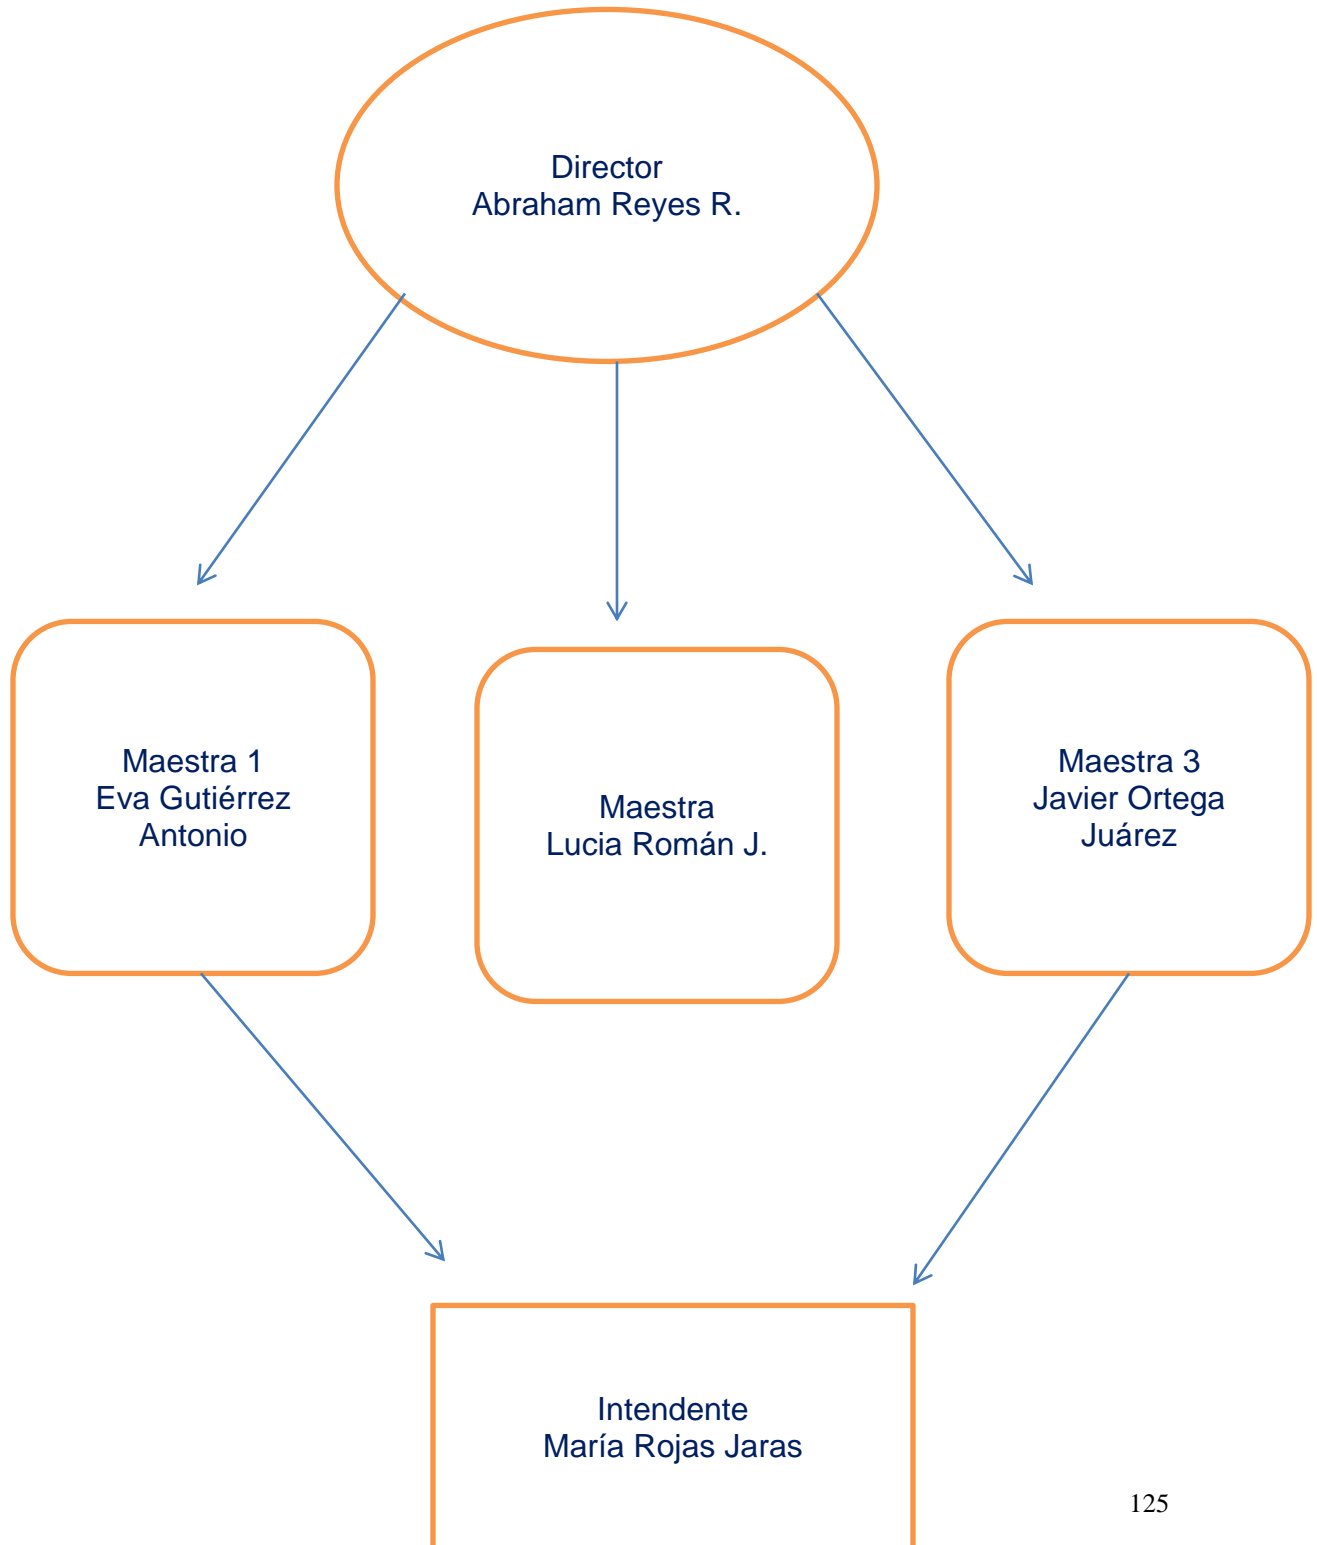 Director
Abraham Reyes R.
Maestra 1
Eva Gutiérrez
Antonio
Maestra
Lucia Román J.
Maestra 3
Javier Ortega
Juárez
Intendente
María Rojas Jaras
125